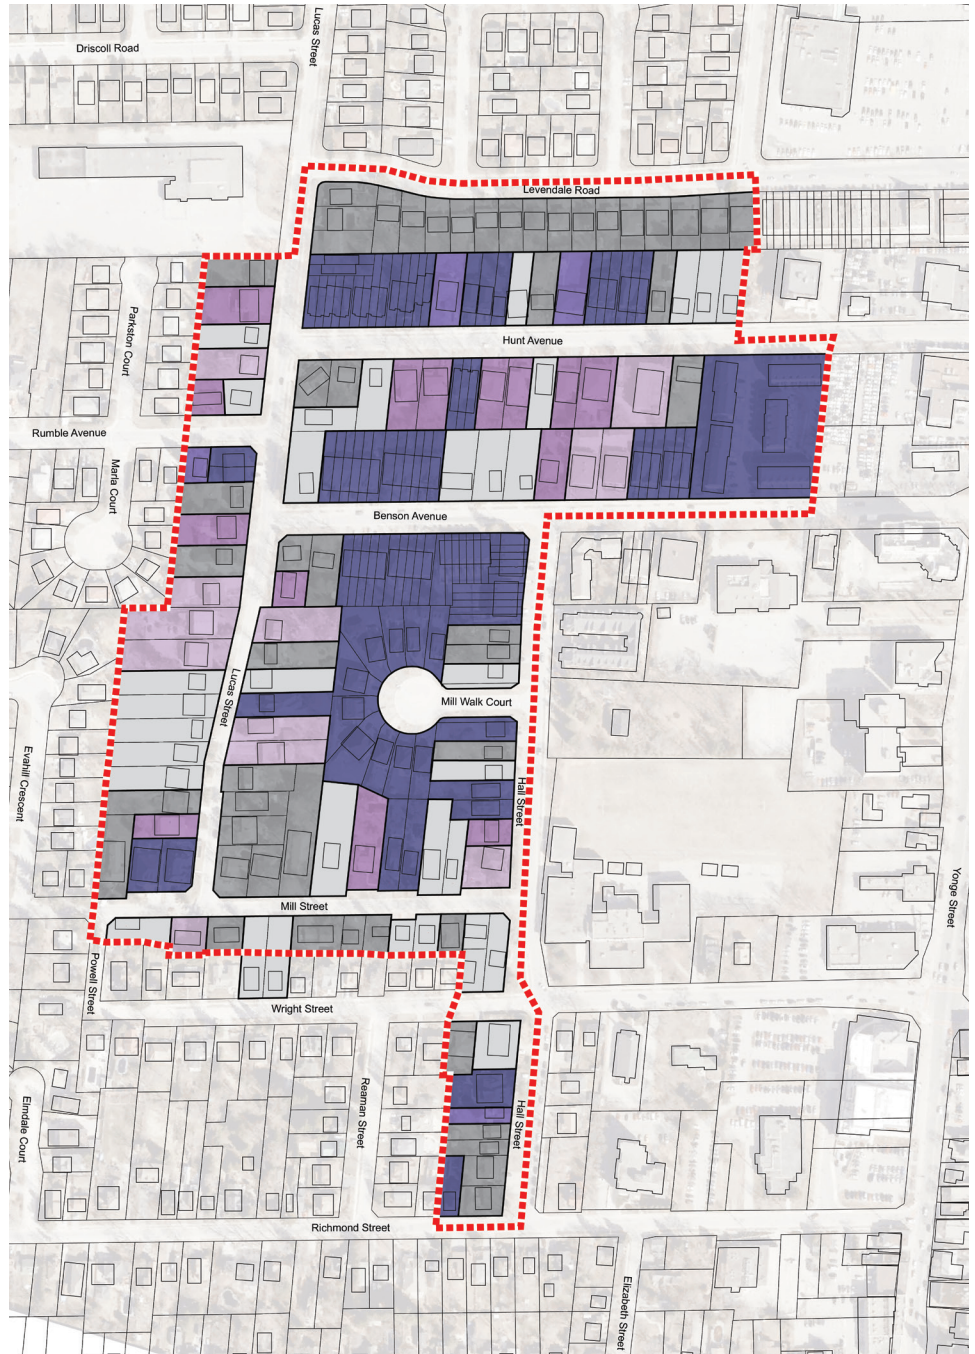 Lucas Street
Driscoll Road
Levendale Road
Parkston Court
Hunt Avenue
Rumble Avenue
Marla Court
Benson Avenue
Lucas Street
Mill Walk Court
Evahill Crescent
Hall Street
Yonge Street
Mill Street
Powell Street
Wright Street
Elmdale Court
Reaman Street
Hall Street
Richmond Street
Elizabeth Street